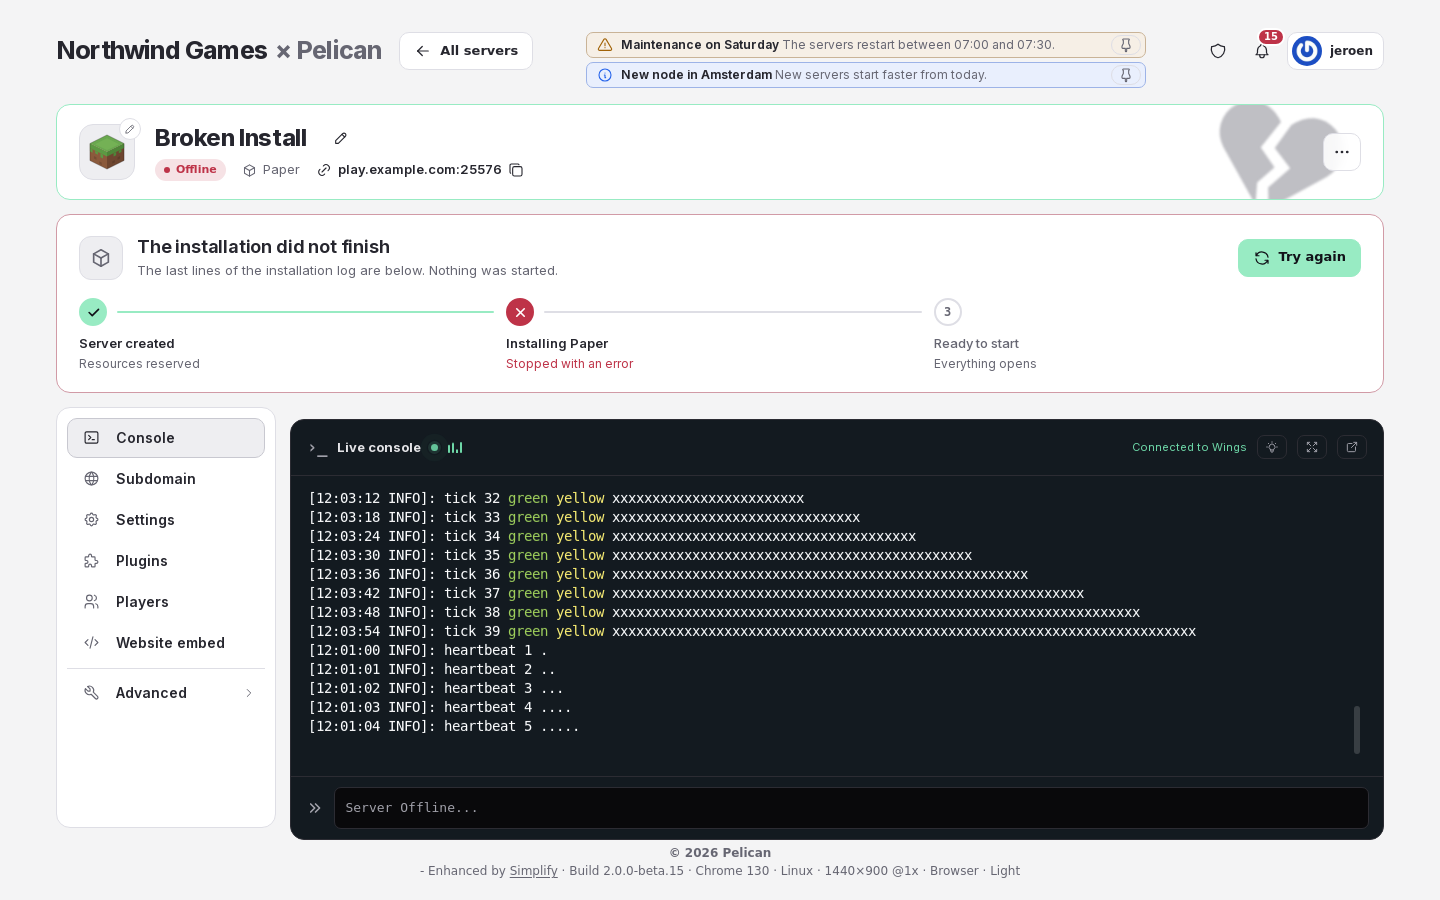 Northwind Games × Pelican
All servers
Maintenance on Saturday The servers restart between 07:00 and 07:30.
New node in Amsterdam New servers start faster from today.
15
jeroen
Broken Install
Offline
Paper
play.example.com:25576
The installation did not finish
The last lines of the installation log are below. Nothing was started.
Try again
3
Server created
Installing Paper
Ready to start
Resources reserved
Stopped with an error
Everything opens
Console
Subdomain
Settings
Plugins
Players
Website embed
Advanced
Live console
Connected to Wings
[12:03:12 INFO]: tick 32 green yellow xxxxxxxxxxxxxxxxxxxxxxxx
[12:03:18 INFO]: tick 33 green yellow xxxxxxxxxxxxxxxxxxxxxxxxxxxxxxx
[12:03:24 INFO]: tick 34 green yellow xxxxxxxxxxxxxxxxxxxxxxxxxxxxxxxxxxxxxx
[12:03:30 INFO]: tick 35 green yellow xxxxxxxxxxxxxxxxxxxxxxxxxxxxxxxxxxxxxxxxxxxxx
[12:03:36 INFO]: tick 36 green yellow xxxxxxxxxxxxxxxxxxxxxxxxxxxxxxxxxxxxxxxxxxxxxxxxxxxx
[12:03:42 INFO]: tick 37 green yellow xxxxxxxxxxxxxxxxxxxxxxxxxxxxxxxxxxxxxxxxxxxxxxxxxxxxxxxxxxx
[12:03:48 INFO]: tick 38 green yellow xxxxxxxxxxxxxxxxxxxxxxxxxxxxxxxxxxxxxxxxxxxxxxxxxxxxxxxxxxxxxxxxxx
[12:03:54 INFO]: tick 39 green yellow xxxxxxxxxxxxxxxxxxxxxxxxxxxxxxxxxxxxxxxxxxxxxxxxxxxxxxxxxxxxxxxxxxxxxxxxx
[12:01:00 INFO]: heartbeat 1 .
[12:01:01 INFO]: heartbeat 2 ..
[12:01:02 INFO]: heartbeat 3 ...
[12:01:03 INFO]: heartbeat 4 ....
[12:01:04 INFO]: heartbeat 5 .....
Server Offline...
© 2026 Pelican
- Enhanced by Simplify · Build 2.0.0-beta.15 · Chrome 130 · Linux · 1440×900 @1x · Browser · Light